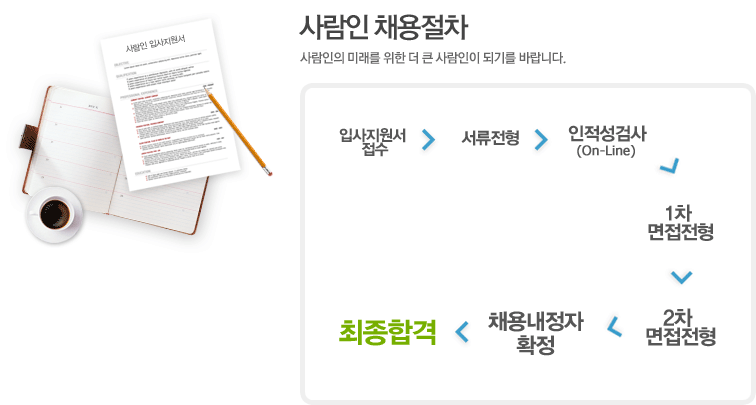 사람인 입사지원서
사람인 채용절차
사람인의 미래를 위한 더 큰 사람인이 되기를 바랍니다.
입사지원서
접수
서류전형
인적성검사
(On-Line)
1차
면접전형
2차
면접전형
채용내정자
확정
최종합격